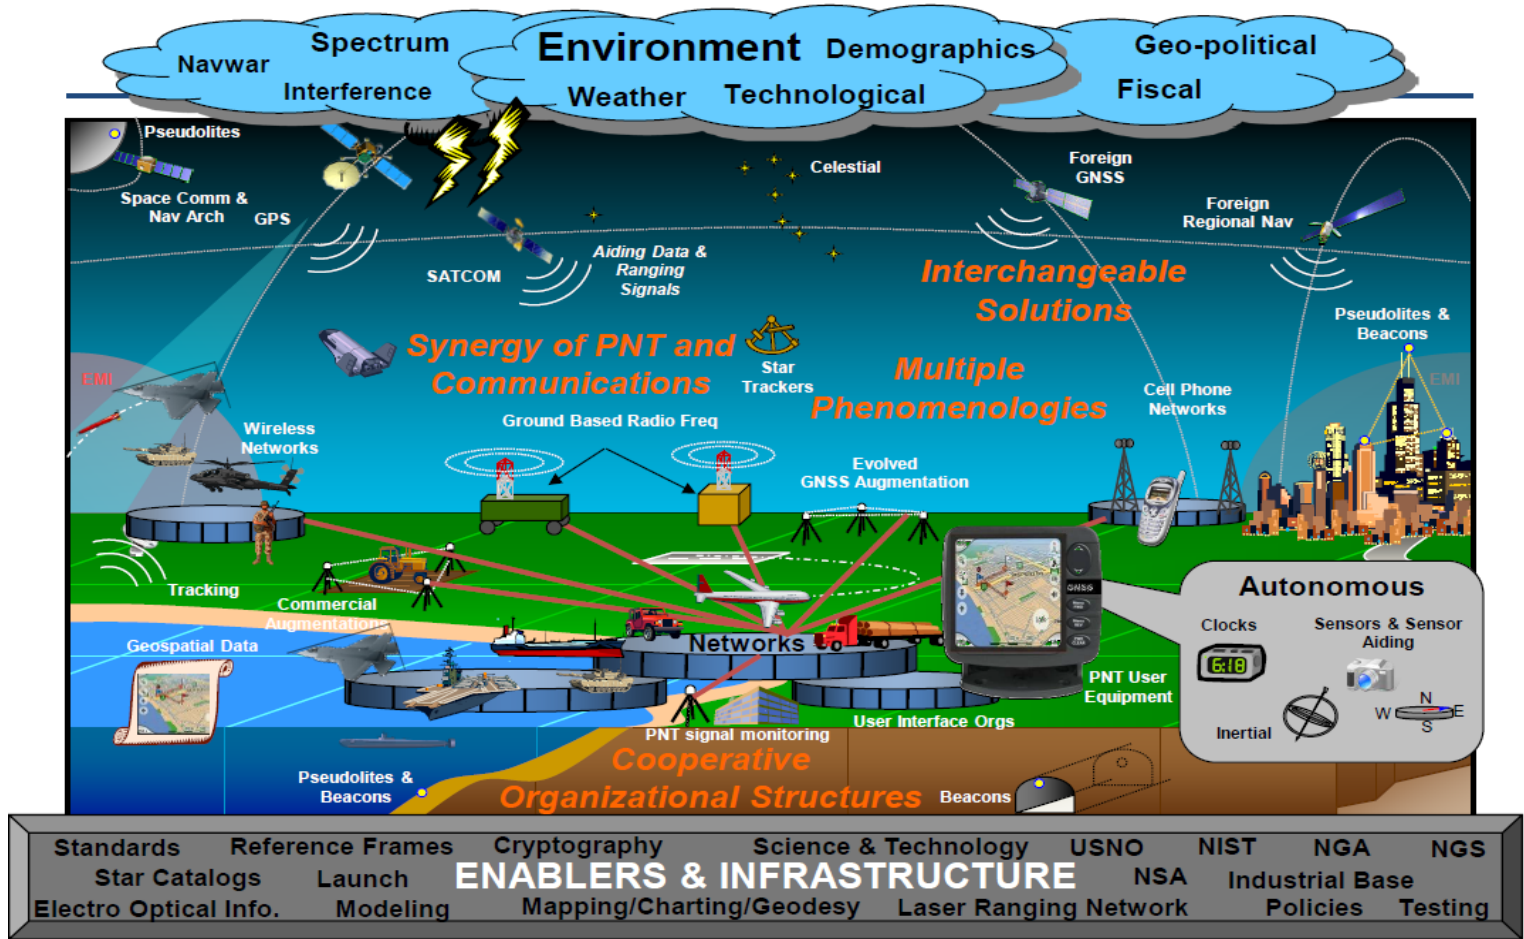 Environment
Navwar
Spectrum
Interference
Weather
Demographics
Technological
Geo-political
Fiscal
Pseudolites
Space Comm &
Nav Arch
GPS
SATCOM
Aiding Data &
Ranging
Signals
Celestial
Foreign
GNSS
Foreign
Regional Nav
Interchangeable
Solutions
Synergy of PNT and
Communications
Star
Trackers
Multiple
Phenomenologies
Pseudolites &
Beacons
EMI
EMI
Wireless
Networks
Ground Based Radio Freq
Evolved
GNSS Augmentation
Cell Phone
Networks
Tracking
Commercial
Augmentations
Geospatial Data
Networks
GNSS
PNT User
Equipment
User Interface Orgs
PNT signal monitoring
Cooperative
Organizational Structures
Pseudolites &
Beacons
Beacons
Autonomous
Clocks
6:18
Sensors & Sensor
Aiding
Inertial
N
W
E
S
Standards
Reference Frames
Cryptography
Science & Technology
USNO
NIST
NGA
NGS
Star Catalogs
Launch
ENABLERS & INFRASTRUCTURE
NSA
Industrial Base
Electro Optical Info.
Modeling
Mapping/Charting/Geodesy
Laser Ranging Network
Policies
Testing